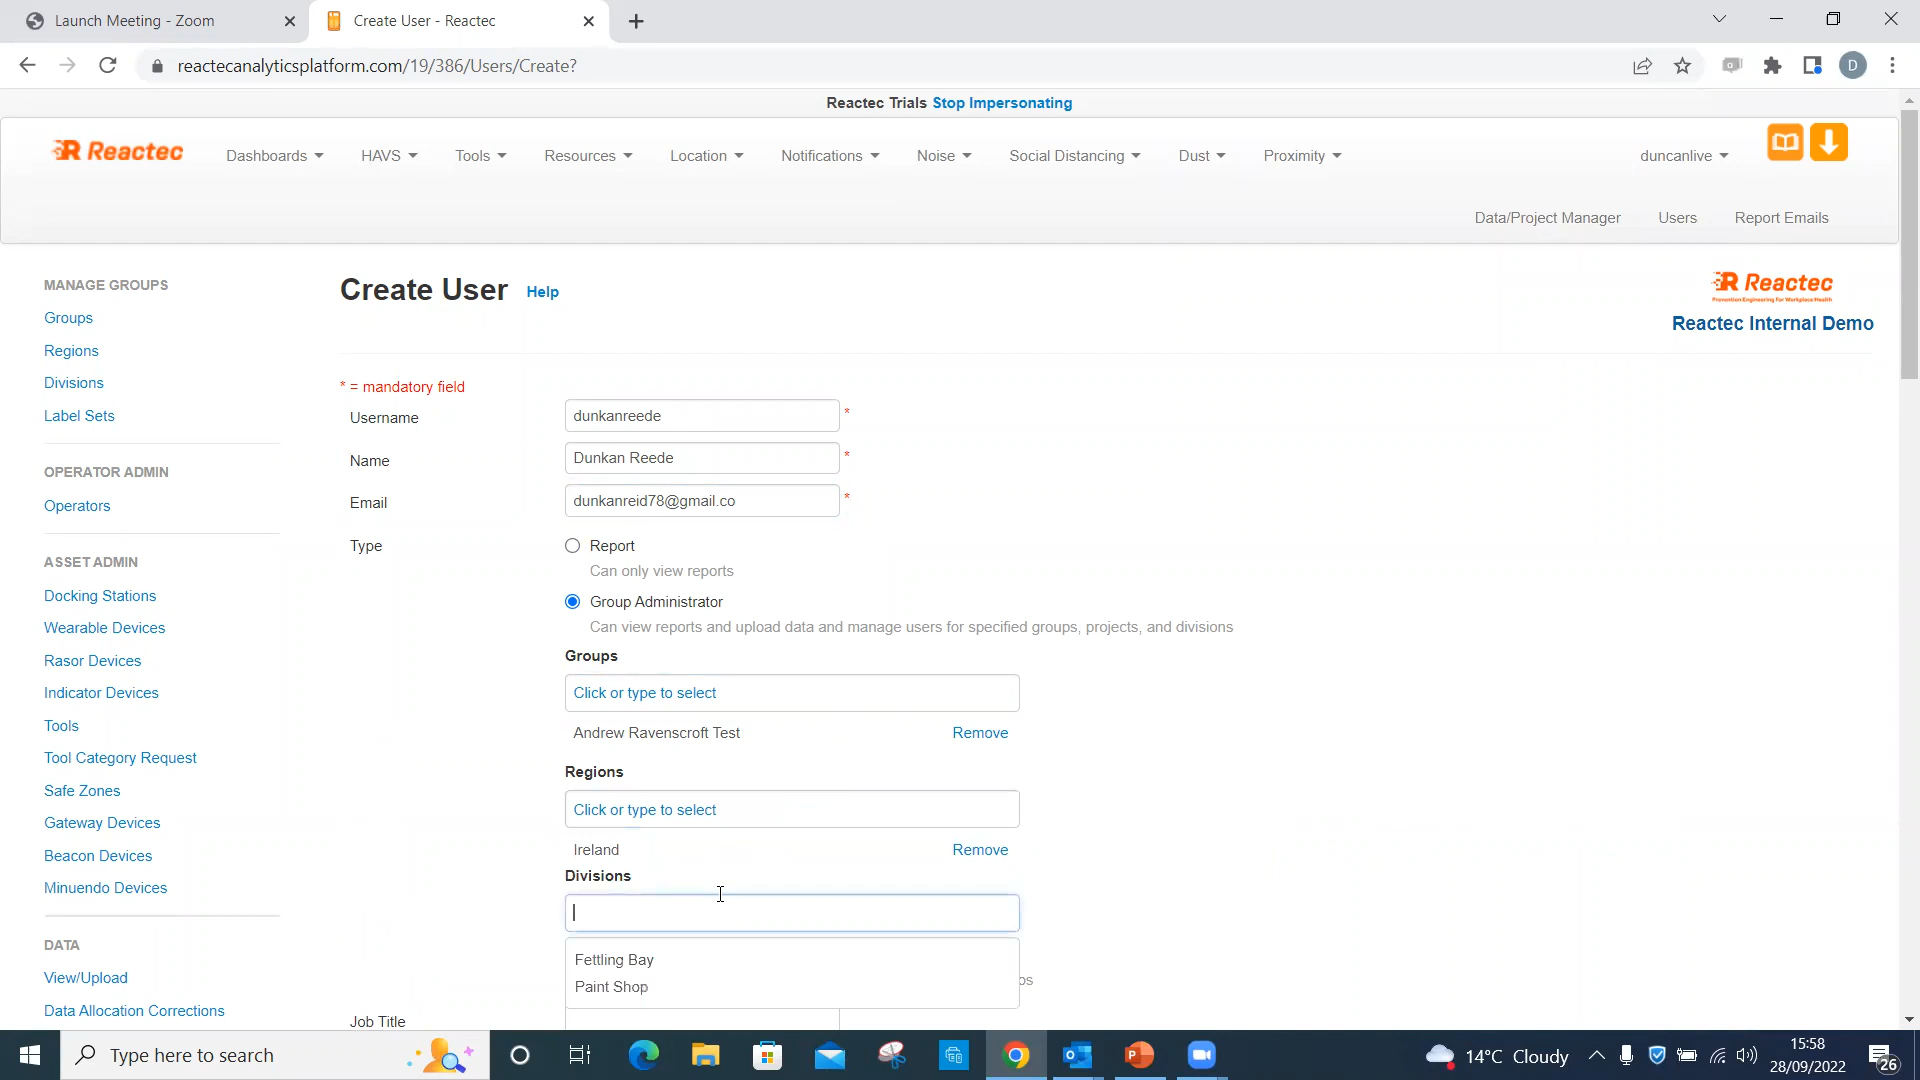 Launch Meeting - Zoom
Create User - Reactec
reactecanalyticsplatform.com/19/386/Users/Create?
D
Reactec Trials Stop Impersonating
Reactec
Dashboards
HAVS
Tools
Resources
Location
Notifications
Noise
Social Distancing
Dust
Proximity
duncanlive
Data/Project Manager
Users
Report Emails
MANAGE GROUPS
Groups
Regions
Divisions
Label Sets
OPERATOR ADMIN
Operators
ASSET ADMIN
Docking Stations
Wearable Devices
Rasor Devices
Indicator Devices
Tools
Tool Category Request
Safe Zones
Gateway Devices
Beacon Devices
Minuendo Devices
DATA
View/Upload
Data Allocation Corrections
Create User Help
Reactec
Prevention Engineering for Workplace Health
Reactec Internal Demo
* = mandatory field
Username
dunkanreede *
Name
Dunkan Reede *
Email
dunkanreid78@gmail.co *
Type
Report
Can only view reports
Group Administrator
Can view reports and upload data and manage users for specified groups, projects, and divisions
Groups
Click or type to select
Andrew Ravenscroft Test Remove
Regions
Click or type to select
Ireland Remove
Divisions
Fettling Bay
Paint Shop
Job Title
Type here to search
14°C Cloudy
15:58
28/09/2022
26